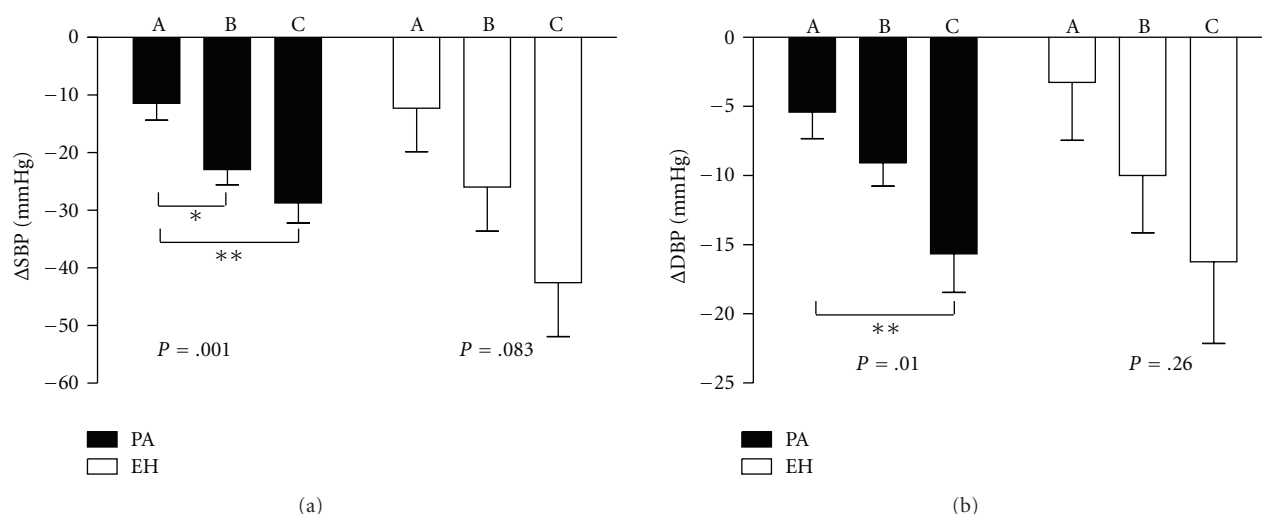 A B C A B C
0
−10
−20
−30
−40
−50
−60
ΔSBP (mmHg)
*
**
P = .001
P = .083
PA
EH
(a)
A B C A B C
0
−5
−10
−15
−20
−25
ΔDBP (mmHg)
**
P = .01
P = .26
PA
EH
(b)